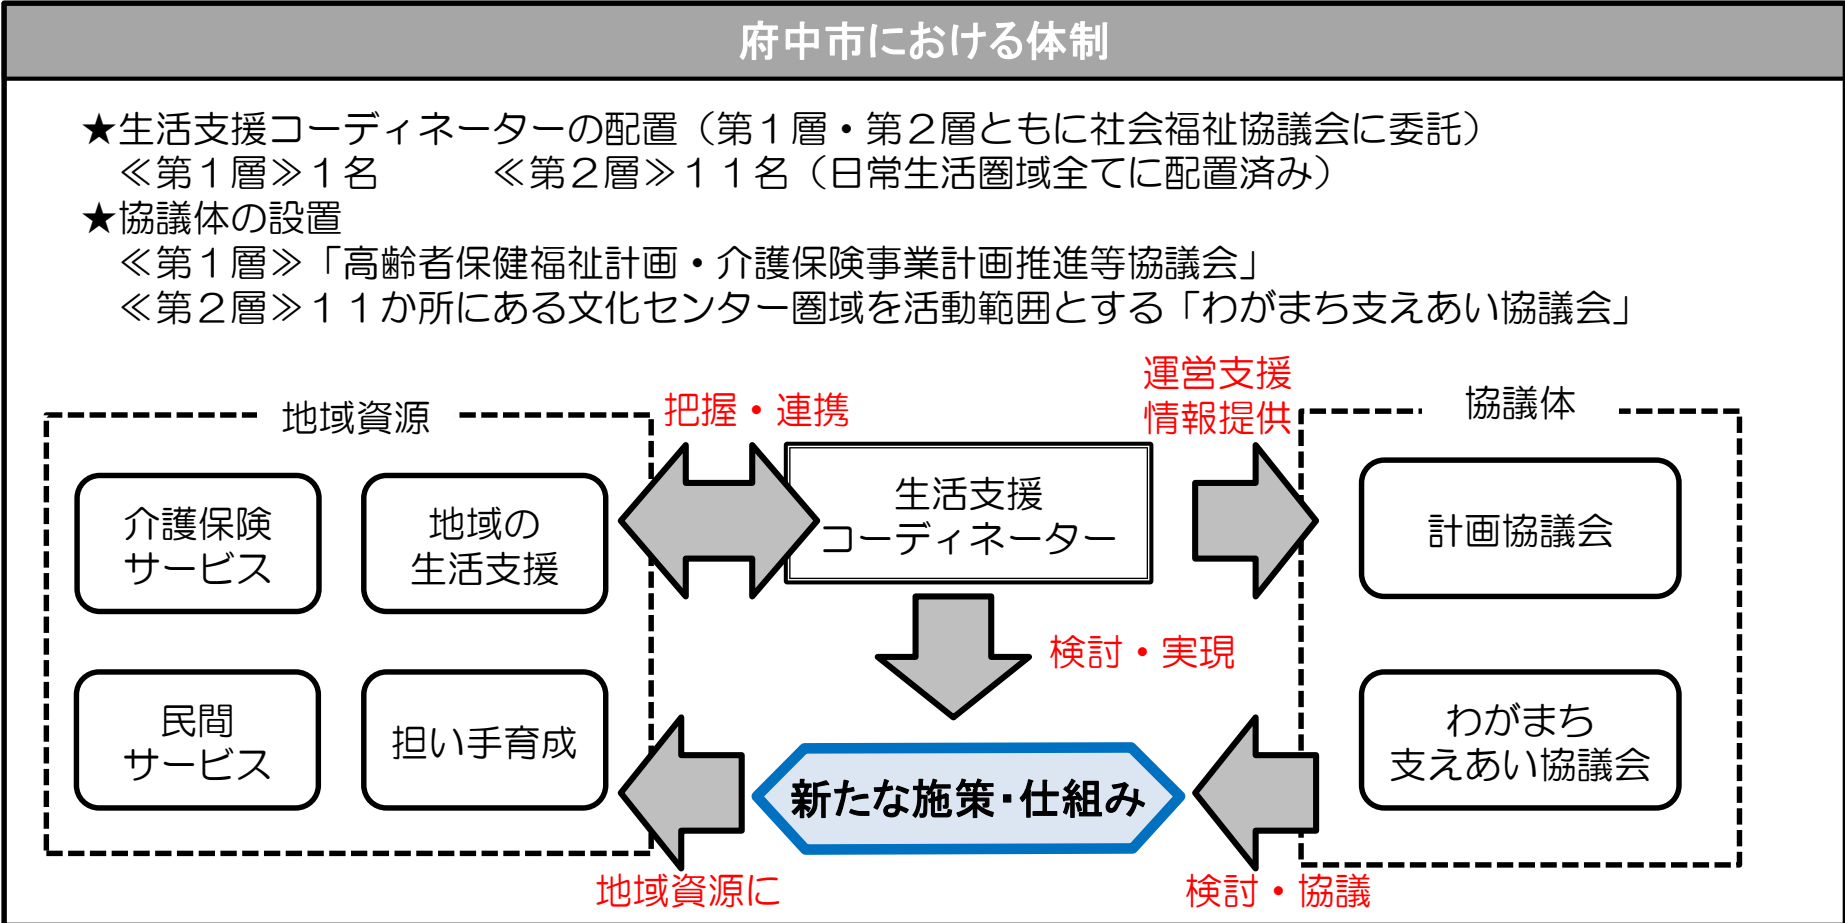 府中市における体制
★生活支援コーディネーターの配置（第１層・第２層ともに社会福祉協議会に委託）
≪第１層≫１名　　　≪第２層≫１１名（日常生活圏域全てに配置済み）
★協議体の設置
≪第１層≫「高齢者保健福祉計画・介護保険事業計画推進等協議会」
≪第２層≫１１か所にある文化センター圏域を活動範囲とする「わがまち支えあい協議会」
地域資源
介護保険
サービス
地域の
生活支援
民間
サービス
担い手育成
把握・連携
生活支援
コーディネーター
運営支援
情報提供
協議体
計画協議会
わがまち
支えあい協議会
検討・実現
新たな施策・仕組み
地域資源に
検討・協議